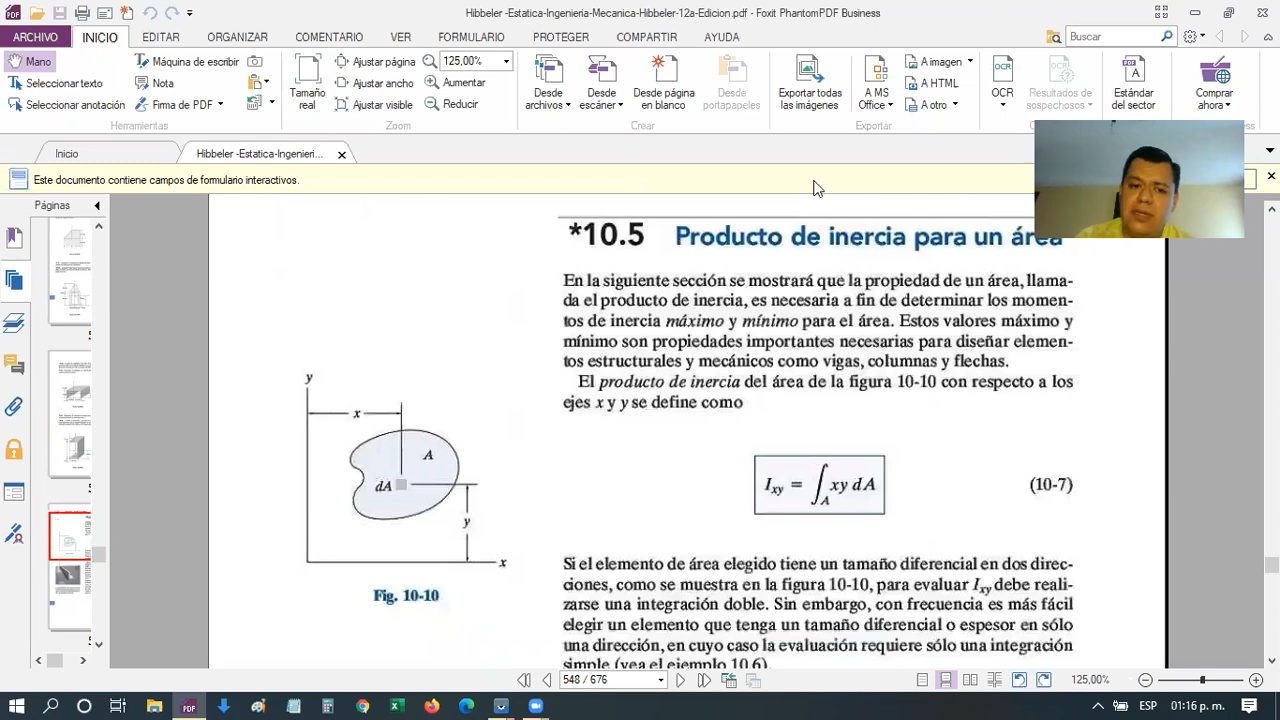 Hibbeler -Estatica-Ingenieria-Mecanica-Hibbeler-12a-Edicion.pdf - Foxit PhantomPDF Business
ARCHIVO INICIO EDITAR ORGANIZAR COMENTARIO VER FORMULARIO PROTEGER COMPARTIR AYUDA Buscar
Mano
Seleccionar texto
Seleccionar anotación
Herramientas
Máquina de escribir
Nota
Firma de PDF
Tamaño real
Ajustar página
Ajustar ancho
Ajustar visible
125,00%
Aumentar
Reducir
Zoom
Desde archivos
Desde escáner
Desde página en blanco
Desde portapapeles
Crear
Exportar todas las imágenes
A MS Office
A imagen
A HTML
A otro
Exportar
OCR
Resultados de sospechosos
Estándar del sector
Comprar ahora
Inicio
Hibbeler -Estatica-Ingenieri...
Este documento contiene campos de formulario interactivos.
Páginas
*10.5 Producto de inercia para un área
En la siguiente sección se mostrará que la propiedad de un área, llama-
da el producto de inercia, es necesaria a fin de determinar los momen-
tos de inercia máximo y mínimo para el área. Estos valores máximo y
mínimo son propiedades importantes necesarias para diseñar elemen-
tos estructurales y mecánicos como vigas, columnas y flechas.
El producto de inercia del área de la figura 10-10 con respecto a los
ejes x y y se define como
I_xy = ∫_A xy dA (10-7)
Si el elemento de área elegido tiene un tamaño diferencial en dos direc-
ciones, como se muestra en la figura 10-10, para evaluar I_xy debe reali-
zarse una integración doble. Sin embargo, con frecuencia es más fácil
elegir un elemento que tenga un tamaño diferencial o espesor en sólo
una dirección, en cuyo caso la evaluación requiere sólo una integración
simple (vea el ejemplo 10.6).
y
x
A
dA
y
x
Fig. 10-10
548 / 676
125,00%
ESP 01:16 p. m.